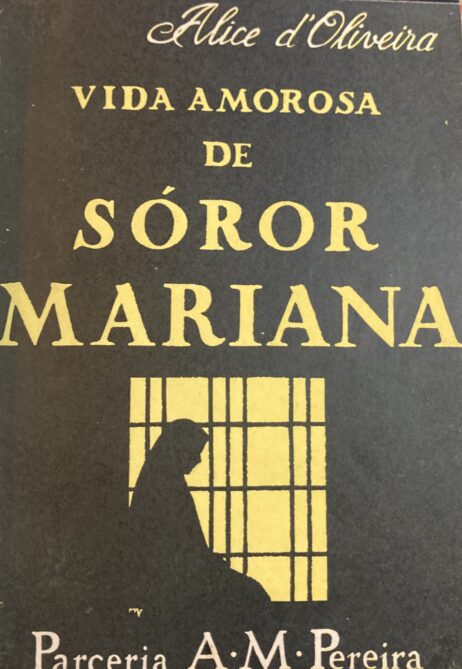 Alice d'Oliveira
VIDA AMOROSA
DE
SÓROR
MARIANA
Parceria A·M·Pereira